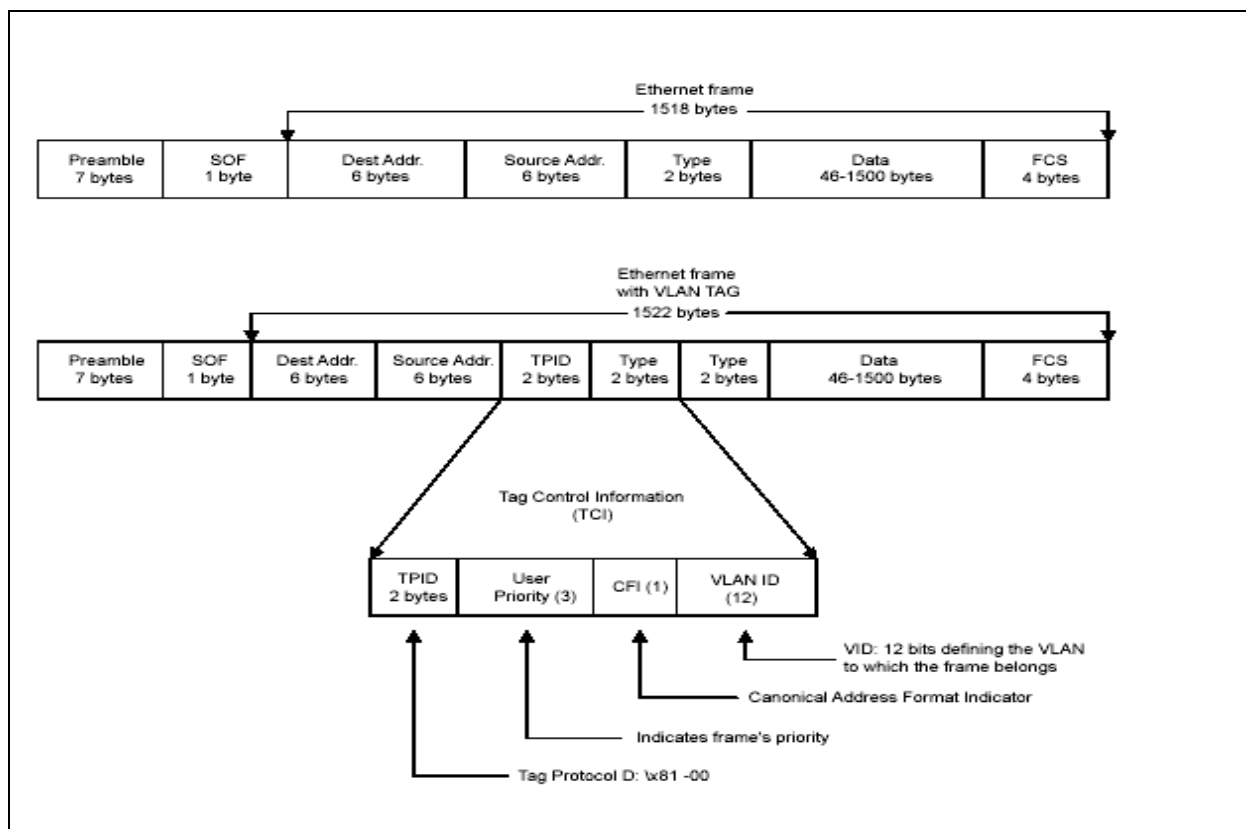 Ethernet frame
1518 bytes
Preamble
7 bytes
SOF
1 byte
Dest Addr.
6 bytes
Source Addr.
6 bytes
Type
2 bytes
Data
46-1500 bytes
FCS
4 bytes
Ethernet frame
with VLAN TAG
1522 bytes
Preamble
7 bytes
SOF
1 byte
Dest Addr.
6 bytes
Source Addr.
6 bytes
TPID
2 bytes
Type
2 bytes
Type
2 bytes
Data
46-1500 bytes
FCS
4 bytes
Tag Control Information
(TCI)
TPID
2 bytes
User
Priority (3)
CFI (1)
VLAN ID
(12)
VID: 12 bits defining the VLAN
to which the frame belongs
Canonical Address Format Indicator
Indicates frame's priority
Tag Protocol D: \x81 -00